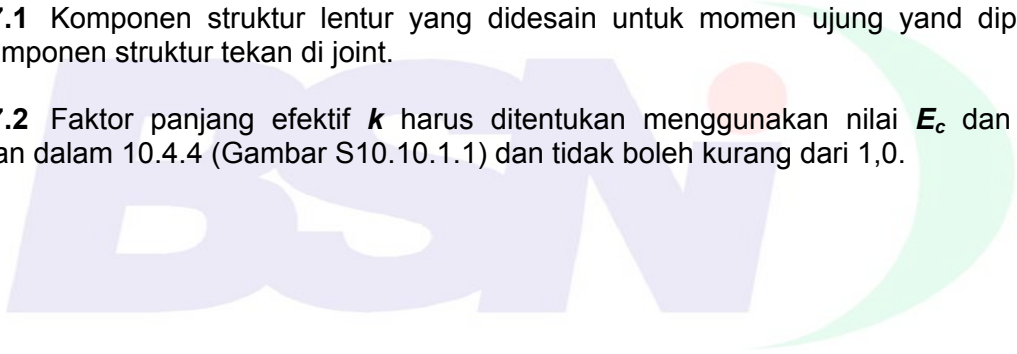 7.1 Komponen struktur lentur yang didesain untuk momen ujung yand dip
mponen struktur tekan di joint.
7.2 Faktor panjang efektif k harus ditentukan menggunakan nilai Ec dan
an dalam 10.4.4 (Gambar S10.10.1.1) dan tidak boleh kurang dari 1,0.
BSN